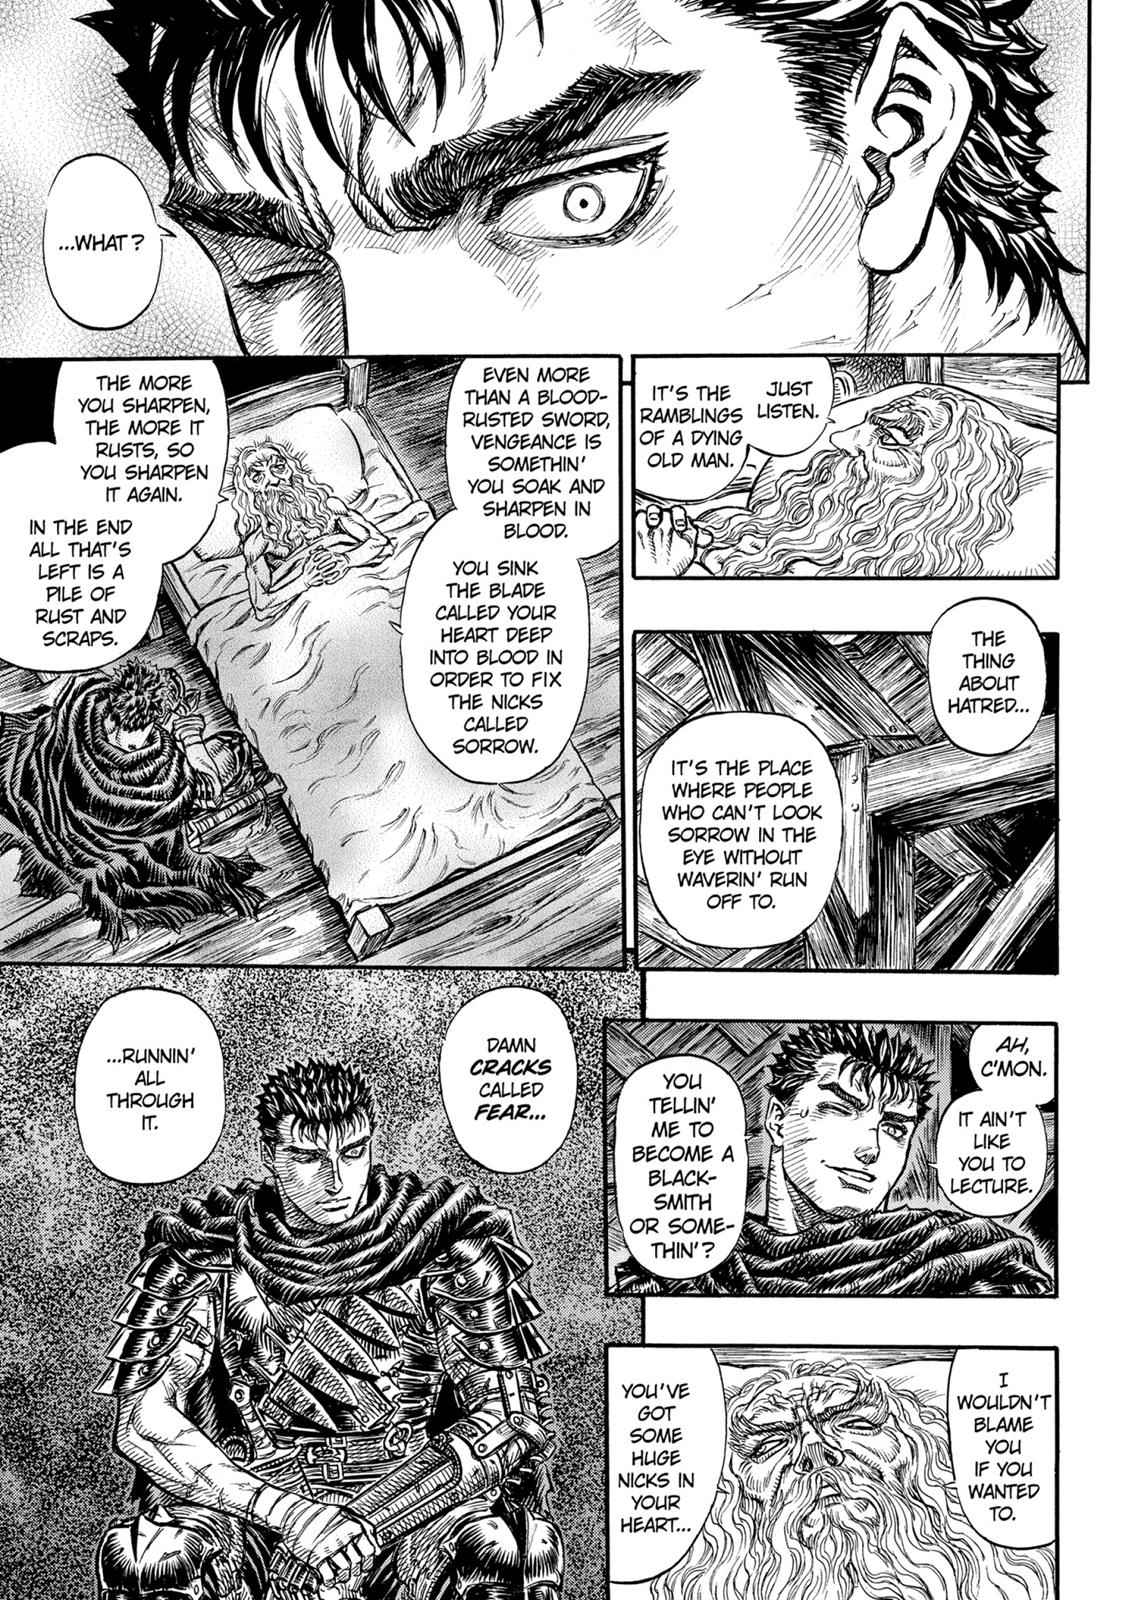 ...WHAT?
JUST
LISTEN.
IT'S THE
RAMBLINGS
OF A DYING
OLD MAN.
THE
THING
ABOUT
HATRED...
IT'S THE PLACE
WHERE PEOPLE
WHO CAN'T LOOK
SORROW IN THE
EYE WITHOUT
WAVERIN' RUN
OFF TO.
EVEN MORE
THAN A BLOOD-
RUSTED SWORD,
VENGEANCE IS
SOMETHIN'
YOU SOAK AND
SHARPEN IN
BLOOD.
YOU SINK
THE BLADE
CALLED YOUR
HEART DEEP
INTO BLOOD IN
ORDER TO FIX
THE NICKS
CALLED
SORROW.
THE MORE
YOU SHARPEN,
THE MORE IT
RUSTS, SO
YOU SHARPEN
IT AGAIN.
IN THE END
ALL THAT'S
LEFT IS A
PILE OF
RUST AND
SCRAPS.
AH,
C'MON.
IT AIN'T
LIKE
YOU TO
LECTURE.
YOU
TELLIN'
ME TO
BECOME A
BLACK-
SMITH
OR SOME-
THIN'?
I
WOULDN'T
BLAME
YOU
IF YOU
WANTED
TO.
YOU'VE
GOT
SOME
HUGE
NICKS IN
YOUR
HEART...
DAMN
CRACKS
CALLED
FEAR...
...RUNNIN'
ALL
THROUGH
IT.